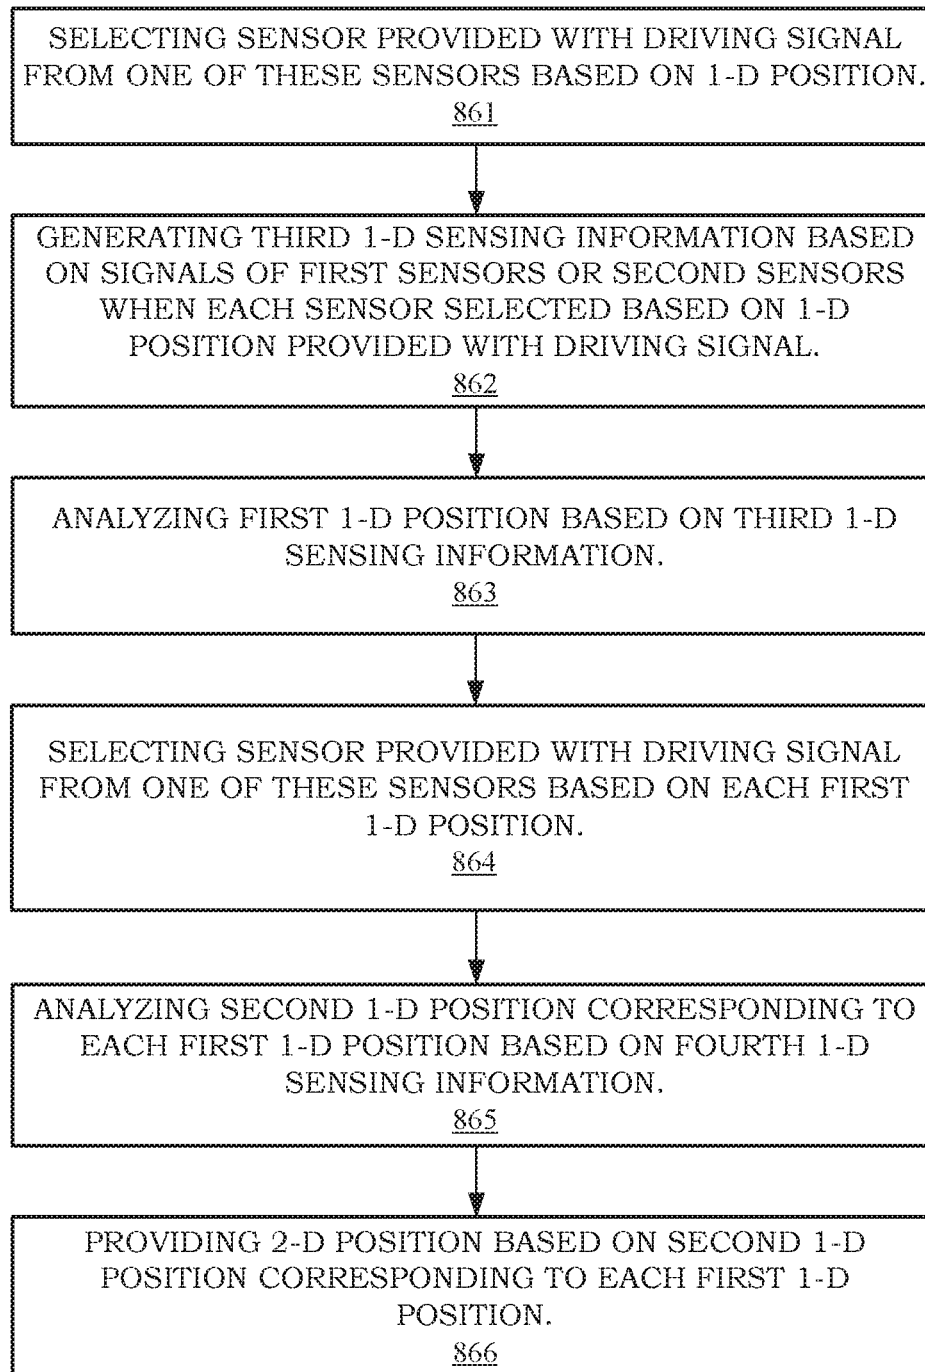 SELECTING SENSOR PROVIDED WITH DRIVING SIGNAL
FROM ONE OF THESE SENSORS BASED ON 1-D POSITION.
861
GENERATING THIRD 1-D SENSING INFORMATION BASED
ON SIGNALS OF FIRST SENSORS OR SECOND SENSORS
WHEN EACH SENSOR SELECTED BASED ON 1-D
POSITION PROVIDED WITH DRIVING SIGNAL.
862
ANALYZING FIRST 1-D POSITION BASED ON THIRD 1-D
SENSING INFORMATION.
863
SELECTING SENSOR PROVIDED WITH DRIVING SIGNAL
FROM ONE OF THESE SENSORS BASED ON EACH FIRST
1-D POSITION.
864
ANALYZING SECOND 1-D POSITION CORRESPONDING TO
EACH FIRST 1-D POSITION BASED ON FOURTH 1-D
SENSING INFORMATION.
865
PROVIDING 2-D POSITION BASED ON SECOND 1-D
POSITION CORRESPONDING TO EACH FIRST 1-D
POSITION.
866